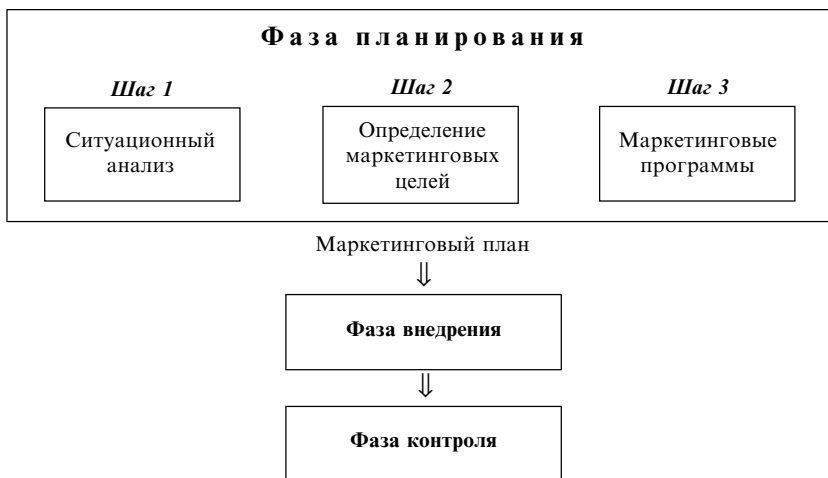 Фаза планирования
Шаг 1
Шаг 2
Шаг 3
Ситуационный
анализ
Определение
маркетинговых
целей
Маркетинговые
программы
Маркетинговый план
Фаза внедрения
Фаза контроля